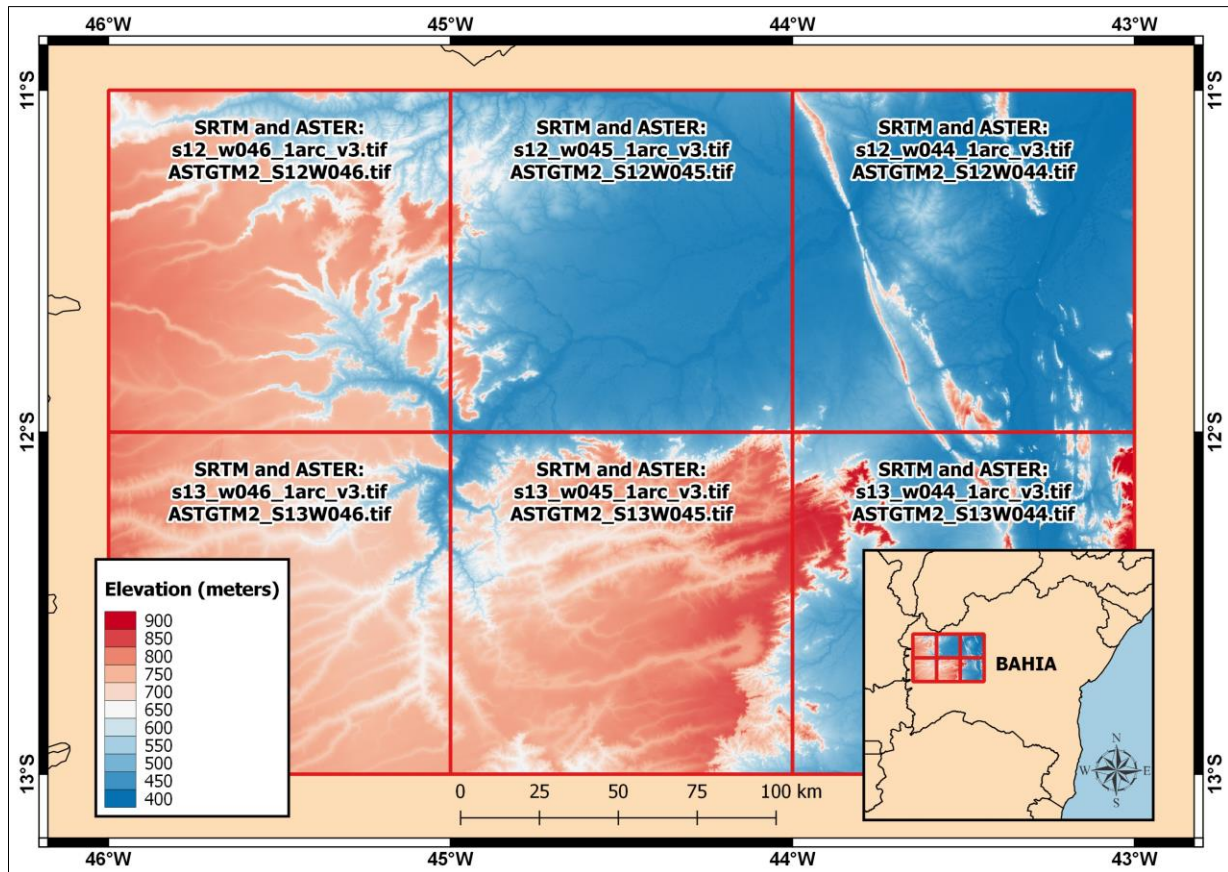 46°W
45°W
44°W
43°W
11°S
11°S
SRTM and ASTER:
s12_w046_1arc_v3.tif
ASTGTM2_S12W046.tif
SRTM and ASTER:
s12_w045_1arc_v3.tif
ASTGTM2_S12W045.tif
SRTM and ASTER:
s12_w044_1arc_v3.tif
ASTGTM2_S12W044.tif
12°S
12°S
SRTM and ASTER:
s13_w046_1arc_v3.tif
ASTGTM2_S13W046.tif
SRTM and ASTER:
s13_w045_1arc_v3.tif
ASTGTM2_S13W045.tif
SRTM and ASTER:
s13_w044_1arc_v3.tif
ASTGTM2_S13W044.tif
Elevation (meters)
900
850
800
750
700
650
600
550
500
450
400
BAHIA
N
W
E
S
13°S
13°S
0 25 50 75 100 km
46°W
45°W
44°W
43°W